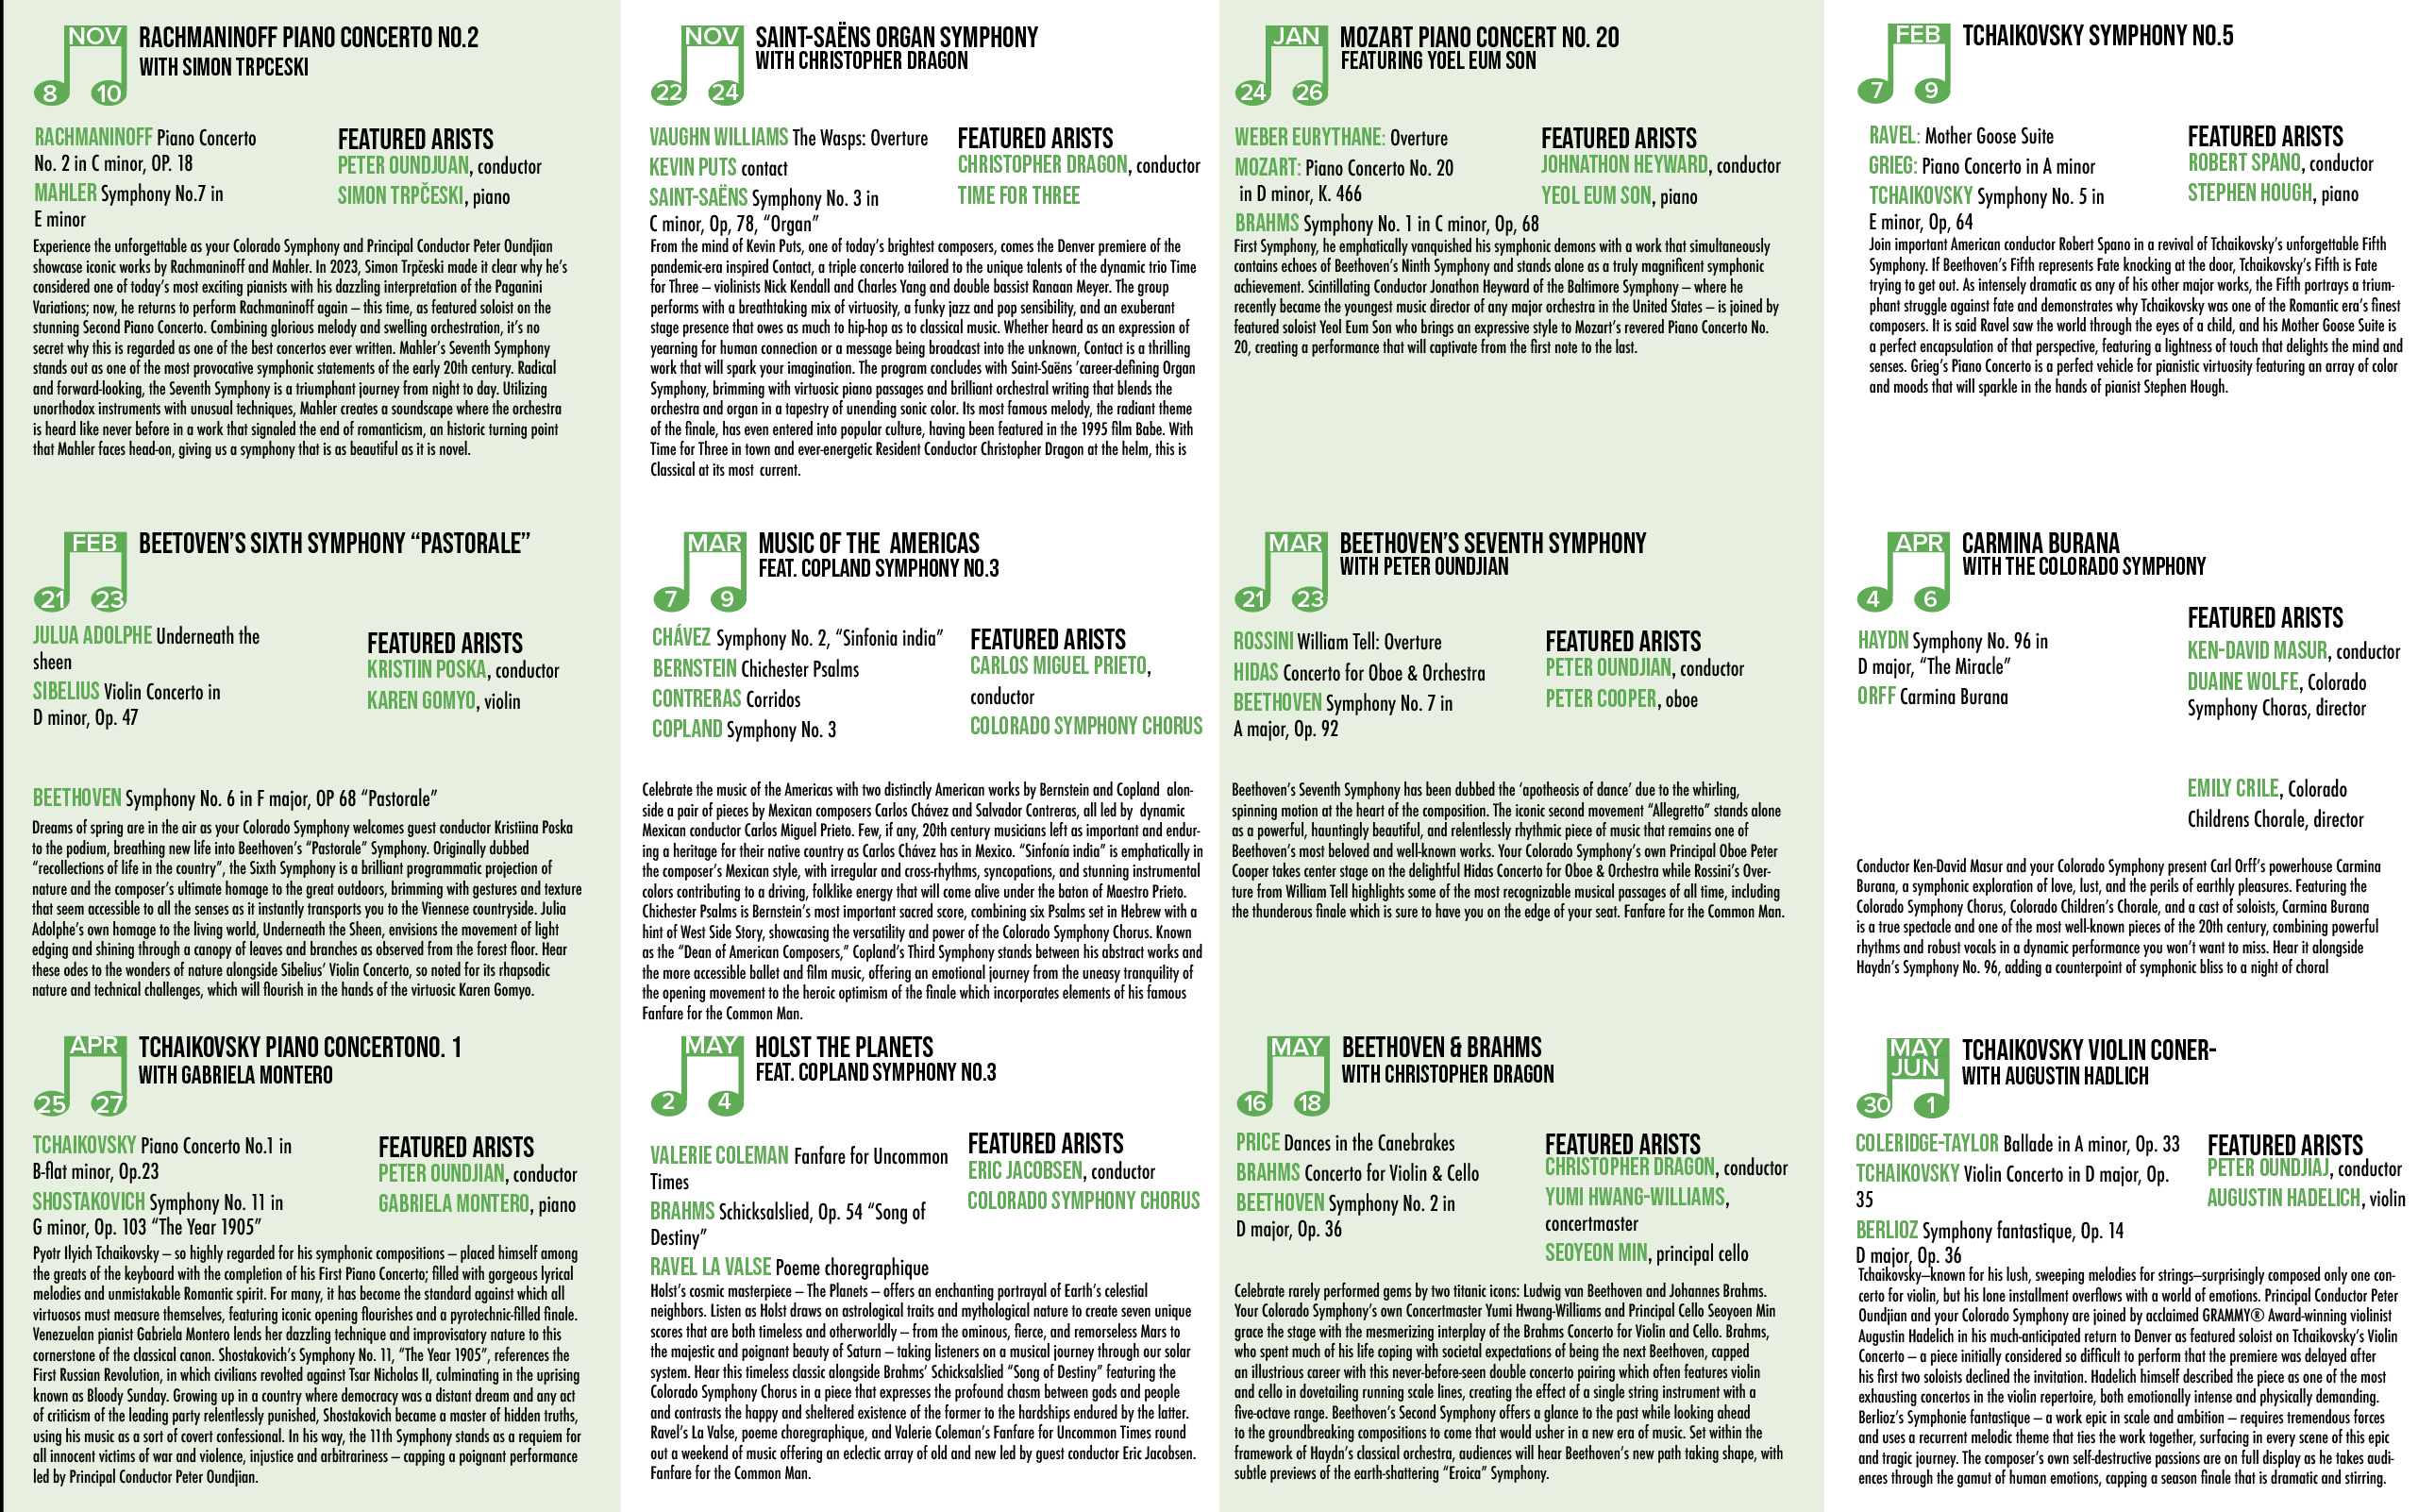 NOV
8 10
RACHMANINOFF PIANO CONCERTO NO.2
WITH SIMON TRPCESKI
RACHMANINOFF Piano Concerto
No. 2 in C minor, OP. 18
MAHLER Symphony No.7 in
E minor
FEATURED ARISTS
PETER OUNDJUAN, conductor
SIMON TRPČESKI, piano
Experience the unforgettable as your Colorado Symphony and Principal Conductor Peter Oundjian
showcase iconic works by Rachmaninoff and Mahler. In 2023, Simon Trpčeski made it clear why he's
considered one of today's most exciting pianists with his dazzling interpretation of the Paganini
Variations; now, he returns to perform Rachmaninoff again – this time, as featured soloist on the
stunning Second Piano Concerto. Combining glorious melody and swelling orchestration, it's no
secret why this is regarded as one of the best concertos ever written. Mahler's Seventh Symphony
stands out as one of the most provocative symphonic statements of the early 20th century. Radical
and forward-looking, the Seventh Symphony is a triumphant journey from night to day. Utilizing
unorthodox instruments with unusual techniques, Mahler creates a soundscape where the orchestra
is heard like never before in a work that signaled the end of romanticism, an historic turning point
that Mahler faces head-on, giving us a symphony that is as beautiful as it is novel.
NOV
22 24
SAINT-SAËNS ORGAN SYMPHONY
WITH CHRISTOPHER DRAGON
VAUGHN WILLIAMS The Wasps: Overture
KEVIN PUTS contact
SAINT-SAËNS Symphony No. 3 in
C minor, Op, 78, “Organ”
FEATURED ARISTS
CHRISTOPHER DRAGON, conductor
TIME FOR THREE
From the mind of Kevin Puts, one of today's brightest composers, comes the Denver premiere of the
pandemic-era inspired Contact, a triple concerto tailored to the unique talents of the dynamic trio Time
for Three – violinists Nick Kendall and Charles Yang and double bassist Ranaan Meyer. The group
performs with a breathtaking mix of virtuosity, a funky jazz and pop sensibility, and an exuberant
stage presence that owes as much to hip-hop as to classical music. Whether heard as an expression of
yearning for human connection or a message being broadcast into the unknown, Contact is a thrilling
work that will spark your imagination. The program concludes with Saint-Saëns 'career-defining Organ
Symphony, brimming with virtuosic piano passages and brilliant orchestral writing that blends the
orchestra and organ in a tapestry of unending sonic color. Its most famous melody, the radiant theme
of the finale, has even entered into popular culture, having been featured in the 1995 film Babe. With
Time for Three in town and ever-energetic Resident Conductor Christopher Dragon at the helm, this is
Classical at its most current.
JAN
24 26
MOZART PIANO CONCERT NO. 20
FEATURING YOEL EUM SON
WEBER EURYTHANE: Overture
MOZART: Piano Concerto No. 20
in D minor, K. 466
BRAHMS Symphony No. 1 in C minor, Op, 68
FEATURED ARISTS
JOHNATHON HEYWARD, conductor
YEOL EUM SON, piano
First Symphony, he emphatically vanquished his symphonic demons with a work that simultaneously
contains echoes of Beethoven's Ninth Symphony and stands alone as a truly magnificent symphonic
achievement. Scintillating Conductor Jonathon Heyward of the Baltimore Symphony – where he
recently became the youngest music director of any major orchestra in the United States – is joined by
featured soloist Yeol Eum Son who brings an expressive style to Mozart's revered Piano Concerto No.
20, creating a performance that will captivate from the first note to the last.
FEB
7 9
TCHAIKOVSKY SYMPHONY NO.5
RAVEL: Mother Goose Suite
GRIEG: Piano Concerto in A minor
TCHAIKOVSKY Symphony No. 5 in
E minor, Op, 64
FEATURED ARISTS
ROBERT SPANO, conductor
STEPHEN HOUGH, piano
Join important American conductor Robert Spano in a revival of Tchaikovsky's unforgettable Fifth
Symphony. If Beethoven's Fifth represents Fate knocking at the door, Tchaikovsky's Fifth is Fate
trying to get out. As intensely dramatic as any of his other major works, the Fifth portrays a trium-
phant struggle against fate and demonstrates why Tchaikovsky was one of the Romantic era's finest
composers. It is said Ravel saw the world through the eyes of a child, and his Mother Goose Suite is
a perfect encapsulation of that perspective, featuring a lightness of touch that delights the mind and
senses. Grieg's Piano Concerto is a perfect vehicle for pianistic virtuosity featuring an array of color
and moods that will sparkle in the hands of pianist Stephen Hough.
FEB
21 23
BEETOVEN'S SIXTH SYMPHONY “PASTORALE”
JULUA ADOLPHE Underneath the
sheen
SIBELIUS Violin Concerto in
D minor, Op. 47
FEATURED ARISTS
KRISTIIN POSKA, conductor
KAREN GOMYO, violin
BEETHOVEN Symphony No. 6 in F major, OP 68 “Pastorale”
Dreams of spring are in the air as your Colorado Symphony welcomes guest conductor Kristiina Poska
to the podium, breathing new life into Beethoven's “Pastorale” Symphony. Originally dubbed
“recollections of life in the country”, the Sixth Symphony is a brilliant programmatic projection of
nature and the composer's ultimate homage to the great outdoors, brimming with gestures and texture
that seem accessible to all the senses as it instantly transports you to the Viennese countryside. Julia
Adolphe's own homage to the living world, Underneath the Sheen, envisions the movement of light
edging and shining through a canopy of leaves and branches as observed from the forest floor. Hear
these odes to the wonders of nature alongside Sibelius' Violin Concerto, so noted for its rhapsodic
nature and technical challenges, which will flourish in the hands of the virtuosic Karen Gomyo.
MAR
7 9
MUSIC OF THE AMERICAS
FEAT. COPLAND SYMPHONY NO.3
CHÁVEZ Symphony No. 2, “Sinfonia india”
BERNSTEIN Chichester Psalms
CONTRERAS Corridos
COPLAND Symphony No. 3
FEATURED ARISTS
CARLOS MIGUEL PRIETO,
conductor
COLORADO SYMPHONY CHORUS
Celebrate the music of the Americas with two distinctly American works by Bernstein and Copland alon-
side a pair of pieces by Mexican composers Carlos Chávez and Salvador Contreras, all led by dynamic
Mexican conductor Carlos Miguel Prieto. Few, if any, 20th century musicians left as important and endur-
ing a heritage for their native country as Carlos Chávez has in Mexico. “Sinfonía india” is emphatically in
the composer's Mexican style, with irregular and cross-rhythms, syncopations, and stunning instrumental
colors contributing to a driving, folklike energy that will come alive under the baton of Maestro Prieto.
Chichester Psalms is Bernstein's most important sacred score, combining six Psalms set in Hebrew with a
hint of West Side Story, showcasing the versatility and power of the Colorado Symphony Chorus. Known
as the “Dean of American Composers,” Copland's Third Symphony stands between his abstract works and
the more accessible ballet and film music, offering an emotional journey from the uneasy tranquility of
the opening movement to the heroic optimism of the finale which incorporates elements of his famous
Fanfare for the Common Man.
MAR
21 23
BEETHOVEN'S SEVENTH SYMPHONY
WITH PETER OUNDJIAN
ROSSINI William Tell: Overture
HIDAS Concerto for Oboe & Orchestra
BEETHOVEN Symphony No. 7 in
A major, Op. 92
FEATURED ARISTS
PETER OUNDJIAN, conductor
PETER COOPER, oboe
Beethoven's Seventh Symphony has been dubbed the ‘apotheosis of dance’ due to the whirling,
spinning motion at the heart of the composition. The iconic second movement “Allegretto” stands alone
as a powerful, hauntingly beautiful, and relentlessly rhythmic piece of music that remains one of
Beethoven's most beloved and well-known works. Your Colorado Symphony's own Principal Oboe Peter
Cooper takes center stage on the delightful Hidas Concerto for Oboe & Orchestra while Rossini's Over-
ture from William Tell highlights some of the most recognizable musical passages of all time, including
the thunderous finale which is sure to have you on the edge of your seat. Fanfare for the Common Man.
APR
4 6
CARMINA BURANA
WITH THE COLORADO SYMPHONY
HAYDN Symphony No. 96 in
D major, “The Miracle”
ORFF Carmina Burana
FEATURED ARISTS
KEN-DAVID MASUR, conductor
DUAINE WOLFE, Colorado
Symphony Choras, director
EMILY CRILE, Colorado
Childrens Chorale, director
Conductor Ken-David Masur and your Colorado Symphony present Carl Orff's powerhouse Carmina
Burana, a symphonic exploration of love, lust, and the perils of earthly pleasures. Featuring the
Colorado Symphony Chorus, Colorado Children's Chorale, and a cast of soloists, Carmina Burana
is a true spectacle and one of the most well-known pieces of the 20th century, combining powerful
rhythms and robust vocals in a dynamic performance you won't want to miss. Hear it alongside
Haydn's Symphony No. 96, adding a counterpoint of symphonic bliss to a night of choral
APR
25 27
TCHAIKOVSKY PIANO CONCERTONO. 1
WITH GABRIELA MONTERO
TCHAIKOVSKY Piano Concerto No.1 in
B-flat minor, Op.23
SHOSTAKOVICH Symphony No. 11 in
G minor, Op. 103 “The Year 1905”
FEATURED ARISTS
PETER OUNDJIAN, conductor
GABRIELA MONTERO, piano
Pyotr Ilyich Tchaikovsky – so highly regarded for his symphonic compositions – placed himself among
the greats of the keyboard with the completion of his First Piano Concerto; filled with gorgeous lyrical
melodies and unmistakable Romantic spirit. For many, it has become the standard against which all
virtuosos must measure themselves, featuring iconic opening flourishes and a pyrotechnic-filled finale.
Venezuelan pianist Gabriela Montero lends her dazzling technique and improvisatory nature to this
cornerstone of the classical canon. Shostakovich's Symphony No. 11, “The Year 1905”, references the
First Russian Revolution, in which civilians revolted against Tsar Nicholas II, culminating in the uprising
known as Bloody Sunday. Growing up in a country where democracy was a distant dream and any act
of criticism of the leading party relentlessly punished, Shostakovich became a master of hidden truths,
using his music as a sort of covert confessional. In his way, the 11th Symphony stands as a requiem for
all innocent victims of war and violence, injustice and arbitrariness – capping a poignant performance
led by Principal Conductor Peter Oundjian.
MAY
2 4
HOLST THE PLANETS
FEAT. COPLAND SYMPHONY NO.3
VALERIE COLEMAN Fanfare for Uncommon
Times
BRAHMS Schicksalslied, Op. 54 “Song of
Destiny”
RAVEL LA VALSE Poeme choregraphique
FEATURED ARISTS
ERIC JACOBSEN, conductor
COLORADO SYMPHONY CHORUS
Holst's cosmic masterpiece – The Planets – offers an enchanting portrayal of Earth's celestial
neighbors. Listen as Holst draws on astrological traits and mythological nature to create seven unique
scores that are both timeless and otherworldly – from the ominous, fierce, and remorseless Mars to
the majestic and poignant beauty of Saturn – taking listeners on a musical journey through our solar
system. Hear this timeless classic alongside Brahms' Schicksalslied “Song of Destiny” featuring the
Colorado Symphony Chorus in a piece that expresses the profound chasm between gods and people
and contrasts the happy and sheltered existence of the former to the hardships endured by the latter.
Ravel's La Valse, poeme choregraphique, and Valerie Coleman's Fanfare for Uncommon Times round
out a weekend of music offering an eclectic array of old and new led by guest conductor Eric Jacobsen.
Fanfare for the Common Man.
MAY
16 18
BEETHOVEN & BRAHMS
WITH CHRISTOPHER DRAGON
PRICE Dances in the Canebrakes
BRAHMS Concerto for Violin & Cello
BEETHOVEN Symphony No. 2 in
D major, Op. 36
FEATURED ARISTS
CHRISTOPHER DRAGON, conductor
YUMI HWANG-WILLIAMS,
concertmaster
SEOYEON MIN, principal cello
Celebrate rarely performed gems by two titanic icons: Ludwig van Beethoven and Johannes Brahms.
Your Colorado Symphony's own Concertmaster Yumi Hwang-Williams and Principal Cello Seoyoen Min
grace the stage with the mesmerizing interplay of the Brahms Concerto for Violin and Cello. Brahms,
who spent much of his life coping with societal expectations of being the next Beethoven, capped
an illustrious career with this never-before-seen double concerto pairing which often features violin
and cello in dovetailing running scale lines, creating the effect of a single string instrument with a
five-octave range. Beethoven's Second Symphony offers a glance to the past while looking ahead
to the groundbreaking compositions to come that would usher in a new era of music. Set within the
framework of Haydn's classical orchestra, audiences will hear Beethoven's new path taking shape, with
subtle previews of the earth-shattering “Eroica” Symphony.
MAY
JUN
30 1
TCHAIKOVSKY VIOLIN CONER-
WITH AUGUSTIN HADLICH
COLERIDGE-TAYLOR Ballade in A minor, Op. 33
TCHAIKOVSKY Violin Concerto in D major, Op.
35
BERLIOZ Symphony fantastique, Op. 14
D major, Op. 36
FEATURED ARISTS
PETER OUNDJIAJ, conductor
AUGUSTIN HADELICH, violin
Tchaikovsky—known for his lush, sweeping melodies for strings—surprisingly composed only one con-
certo for violin, but his lone installment overflows with a world of emotions. Principal Conductor Peter
Oundjian and your Colorado Symphony are joined by acclaimed GRAMMY® Award-winning violinist
Augustin Hadelich in his much-anticipated return to Denver as featured soloist on Tchaikovsky's Violin
Concerto – a piece initially considered so difficult to perform that the premiere was delayed after
his first two soloists declined the invitation. Hadelich himself described the piece as one of the most
exhausting concertos in the violin repertoire, both emotionally intense and physically demanding.
Berlioz's Symphonie fantastique – a work epic in scale and ambition – requires tremendous forces
and uses a recurrent melodic theme that ties the work together, surfacing in every scene of this epic
and tragic journey. The composer's own self-destructive passions are on full display as he takes audi-
ences through the gamut of human emotions, capping a season finale that is dramatic and stirring.